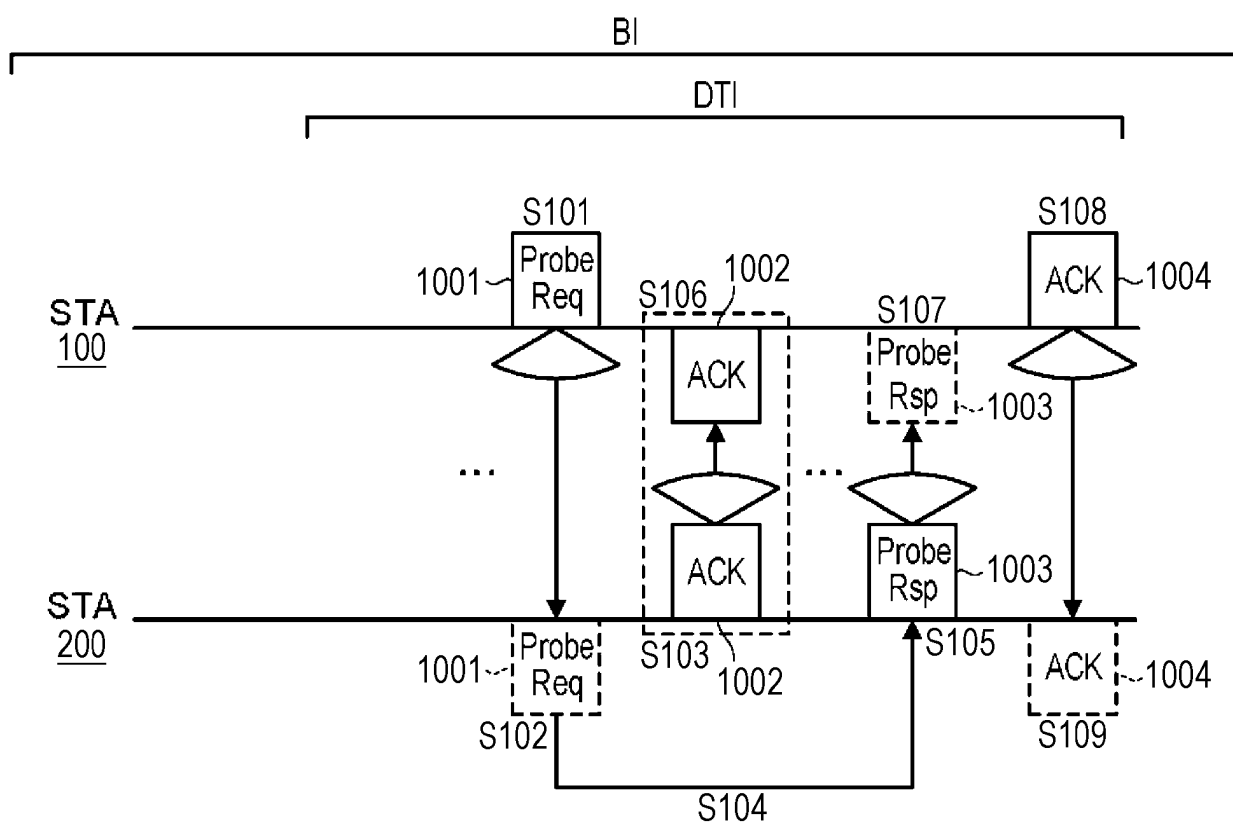 BI
DTI
S101
S108
Probe
Req
1001
1002
ACK
1004
S106
S107
STA
100
ACK
Probe
Rsp
1003
...
...
ACK
Probe
Rsp
1003
STA
200
S103
1002
S105
1001
Probe
Req
ACK
1004
S102
S109
S104